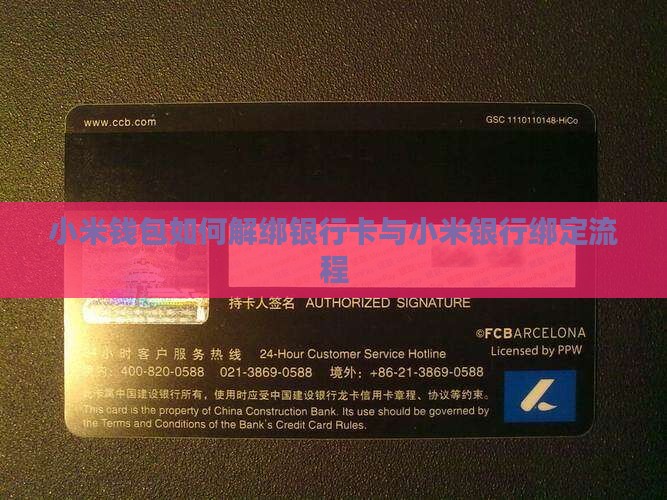 www.ccb.com
GSC 1110110148-HiCo
小米钱包如何解绑银行卡与小米银行绑定流
程
持卡人签名 AUTHORIZED SIGNATURE
©FCBARCELONA
Licensed by PPW
小时客户服务热线 24-Hour Customer Service Hotline
400-820-0588 021-3869-0588 境外：+86-21-3869-0588
卡属中国建设银行所有，使用时应受中国建设银行龙卡信用卡章程、协议等约束。
This card is the property of China Construction Bank. Its use should be governed by
the Terms and Conditions of the Bank's Credit Card Rules.